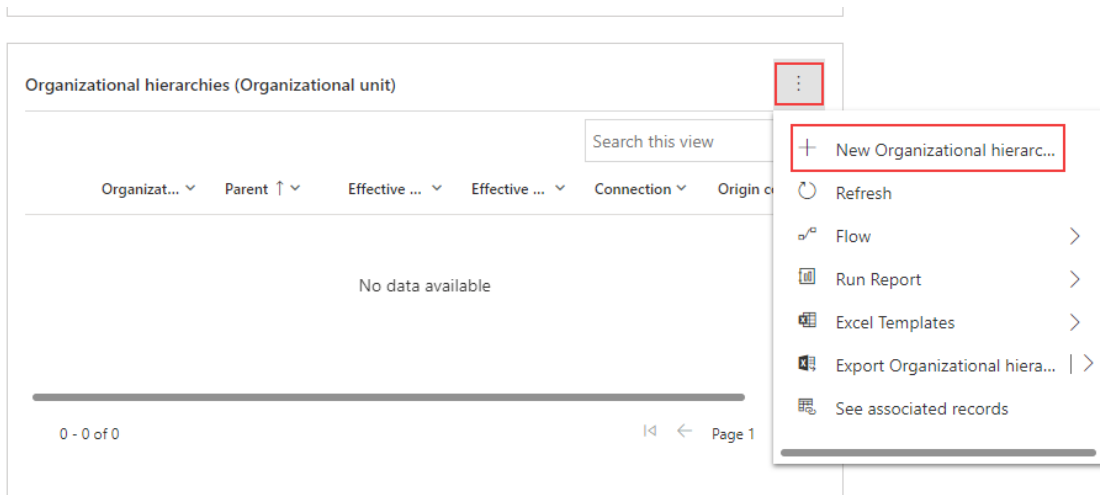 Organizational hierarchies (Organizational unit)
Search this view
Organizat... Parent ↑ Effective ... Effective ... Connection Origin c
No data available
0 - 0 of 0 Page 1
New Organizational hierarc...
Refresh
Flow
Run Report
Excel Templates
Export Organizational hiera...
See associated records